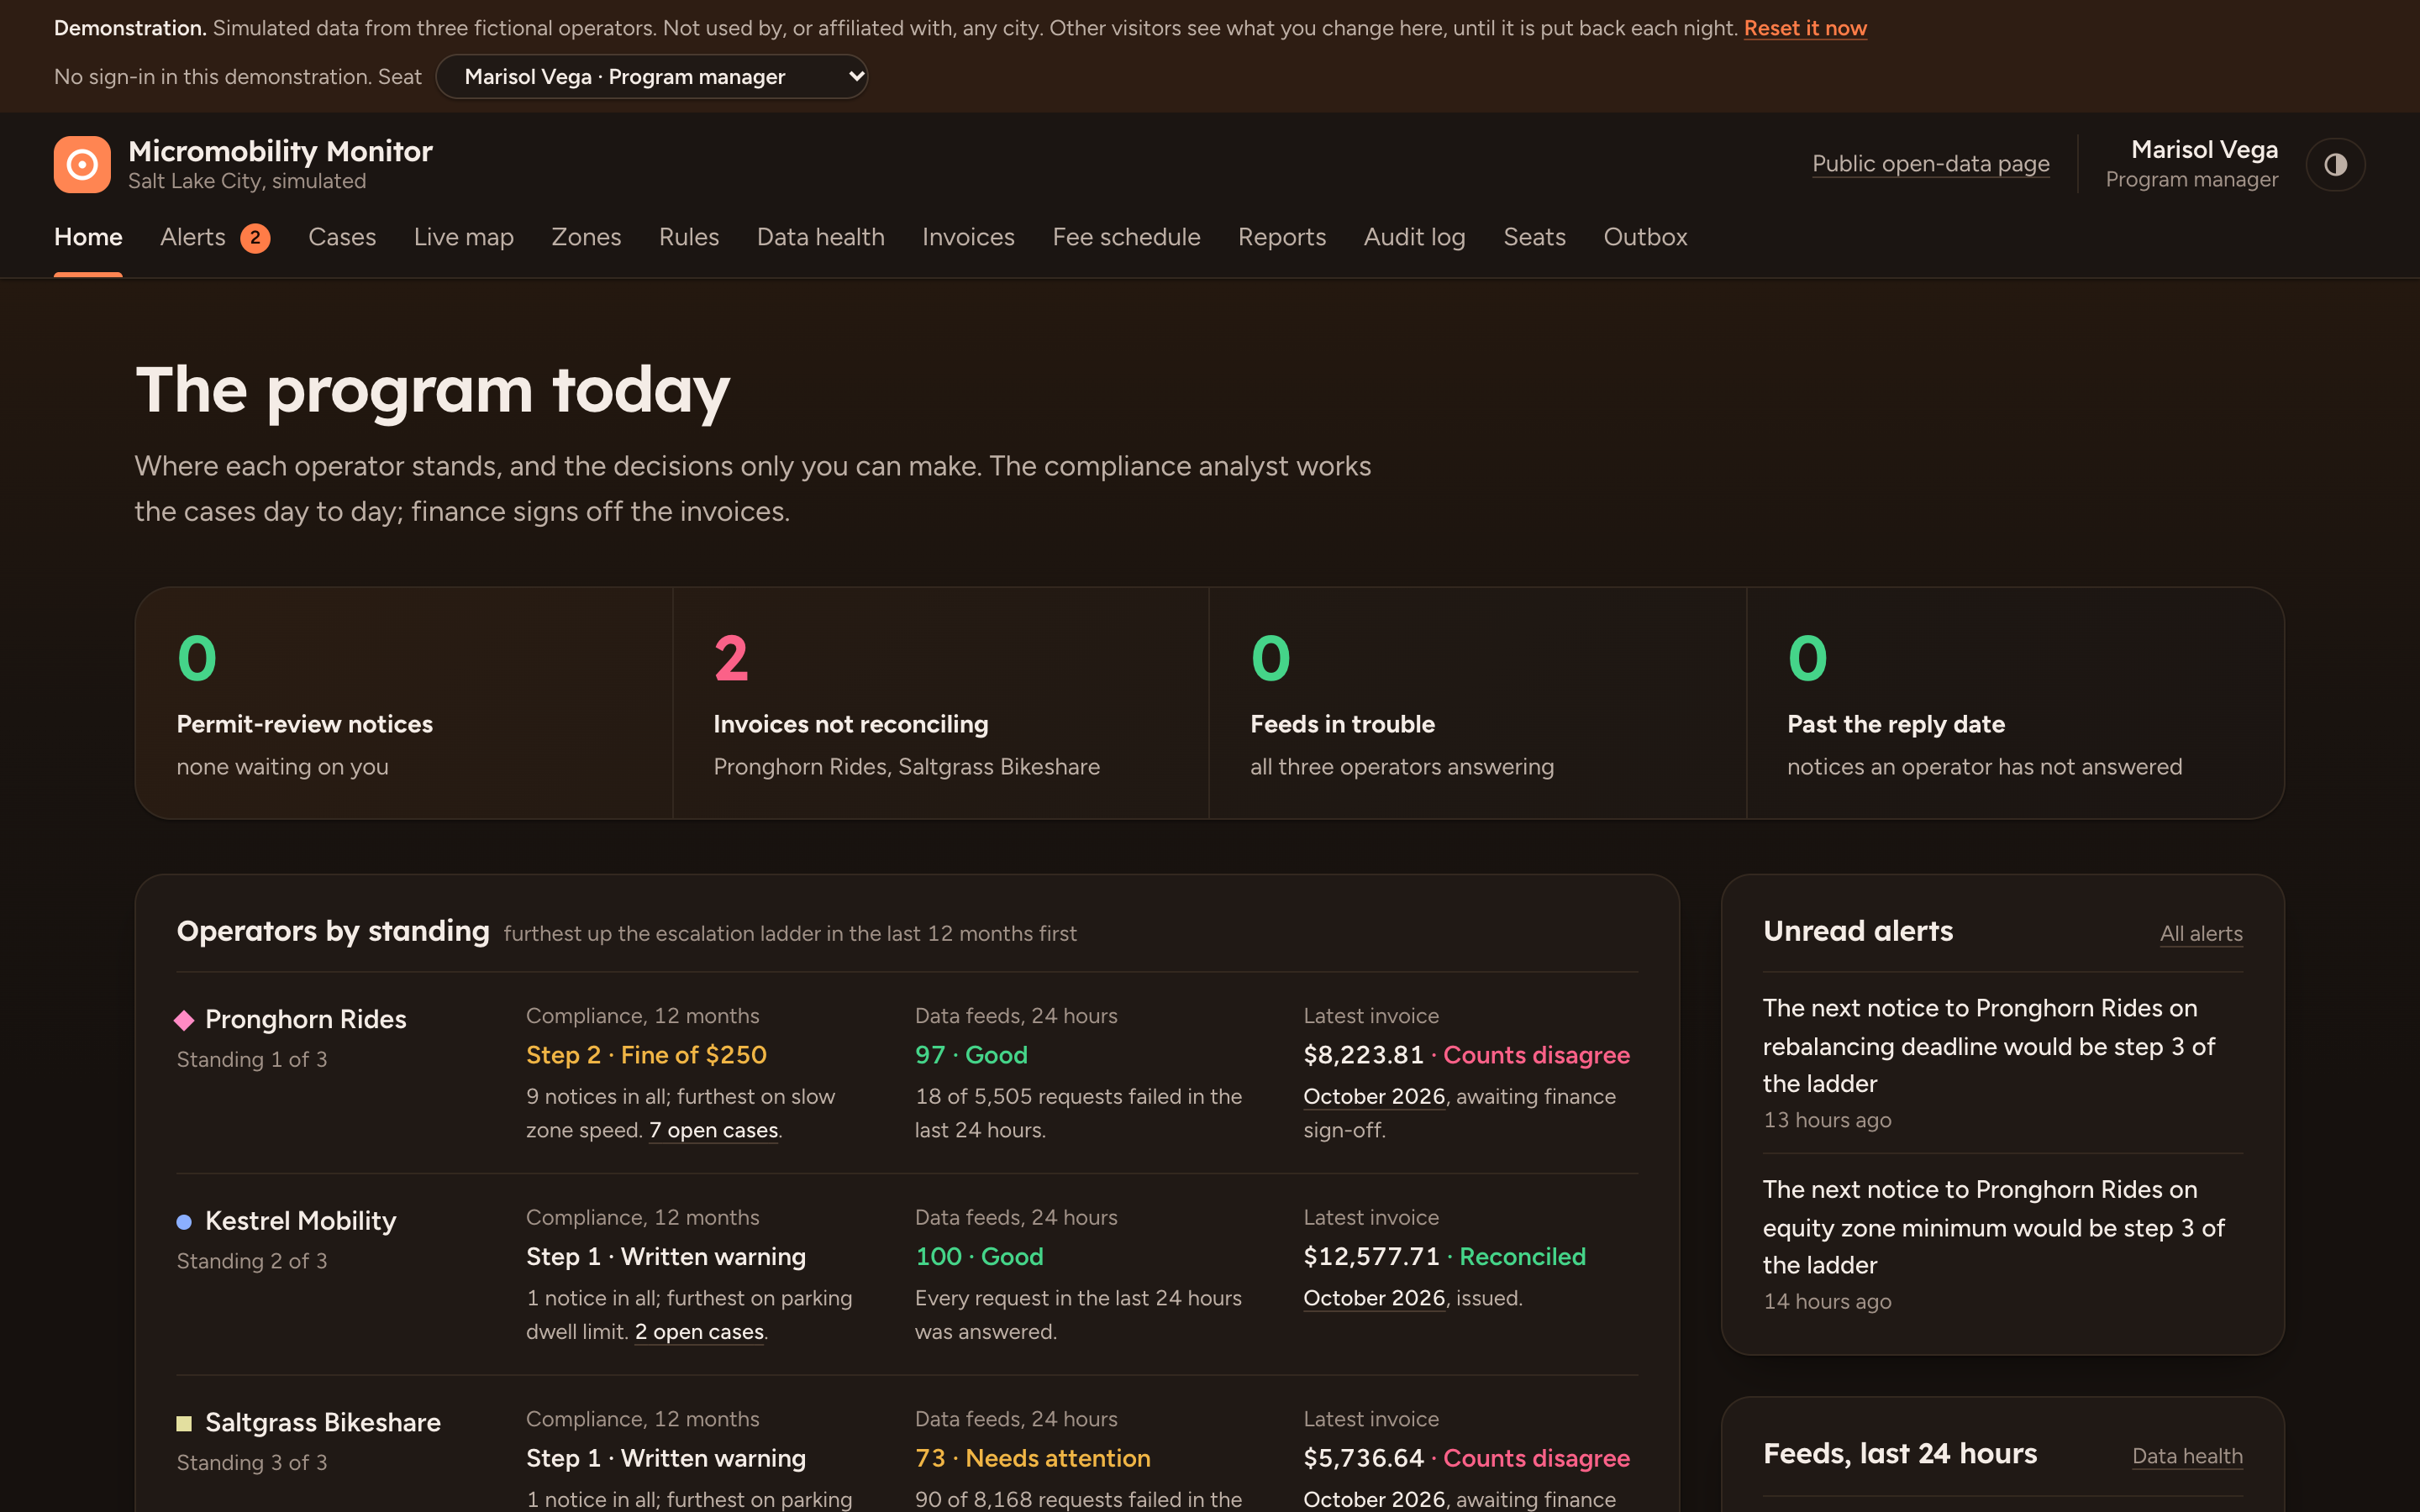 Demonstration. Simulated data from three fictional operators. Not used by, or affiliated with, any city. Other visitors see what you change here, until it is put back each night. Reset it now
No sign-in in this demonstration. Seat Marisol Vega · Program manager
Micromobility Monitor
Salt Lake City, simulated
Public open-data page
Marisol Vega
Program manager
Home Alerts 2 Cases Live map Zones Rules Data health Invoices Fee schedule Reports Audit log Seats Outbox
The program today
Where each operator stands, and the decisions only you can make. The compliance analyst works
the cases day to day; finance signs off the invoices.
0
Permit-review notices
none waiting on you
2
Invoices not reconciling
Pronghorn Rides, Saltgrass Bikeshare
0
Feeds in trouble
all three operators answering
0
Past the reply date
notices an operator has not answered
Operators by standing furthest up the escalation ladder in the last 12 months first
Pronghorn Rides
Standing 1 of 3
Compliance, 12 months
Step 2 · Fine of $250
9 notices in all; furthest on slow
zone speed. 7 open cases.
Data feeds, 24 hours
97 · Good
18 of 5,505 requests failed in the
last 24 hours.
Latest invoice
$8,223.81 · Counts disagree
October 2026, awaiting finance
sign-off.
Kestrel Mobility
Standing 2 of 3
Compliance, 12 months
Step 1 · Written warning
1 notice in all; furthest on parking
dwell limit. 2 open cases.
Data feeds, 24 hours
100 · Good
Every request in the last 24 hours
was answered.
Latest invoice
$12,577.71 · Reconciled
October 2026, issued.
Saltgrass Bikeshare
Standing 3 of 3
Compliance, 12 months
Step 1 · Written warning
1 notice in all; furthest on parking
Data feeds, 24 hours
73 · Needs attention
90 of 8,168 requests failed in the
Latest invoice
$5,736.64 · Counts disagree
October 2026, awaiting finance
Unread alerts
All alerts
The next notice to Pronghorn Rides on
rebalancing deadline would be step 3 of
the ladder
13 hours ago
The next notice to Pronghorn Rides on
equity zone minimum would be step 3 of
the ladder
14 hours ago
Feeds, last 24 hours
Data health